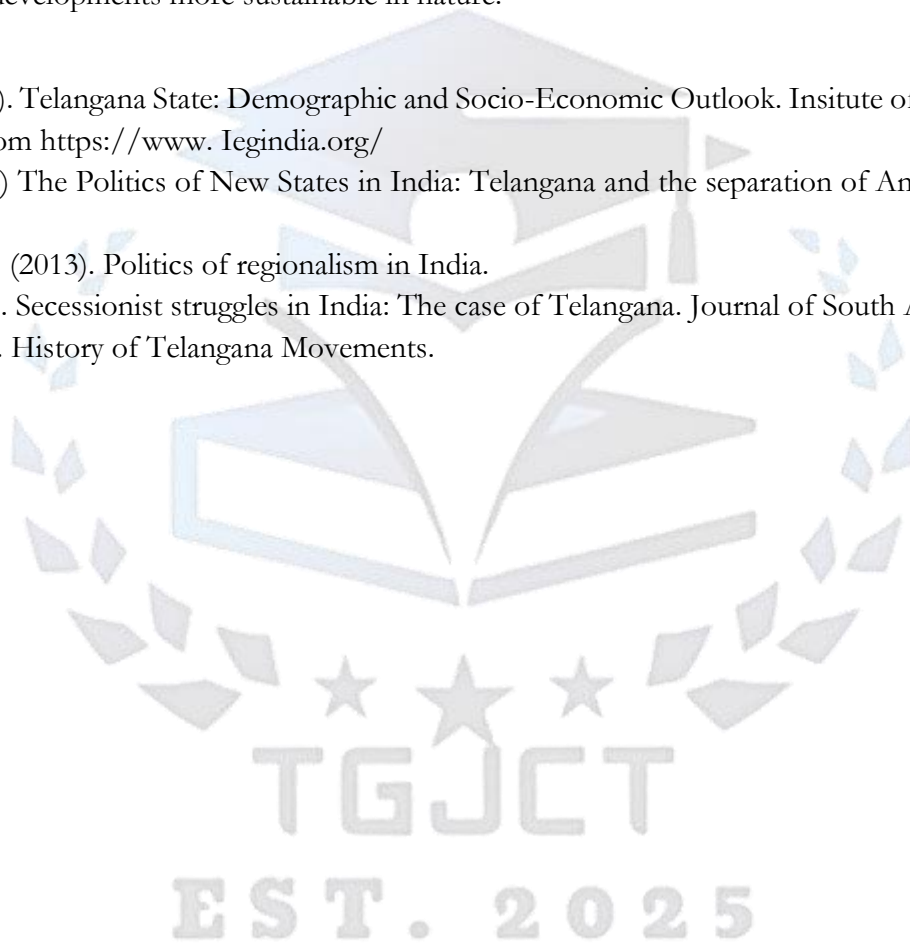 developments more sustainable in nature.
). Telangana State: Demographic and Socio-Economic Outlook. Insitute of
om https://www. Iegindia.org/
) The Politics of New States in India: Telangana and the separation of An
(2013). Politics of regionalism in India.
. Secessionist struggles in India: The case of Telangana. Journal of South A
. History of Telangana Movements.
TGJCT
EST. 2025